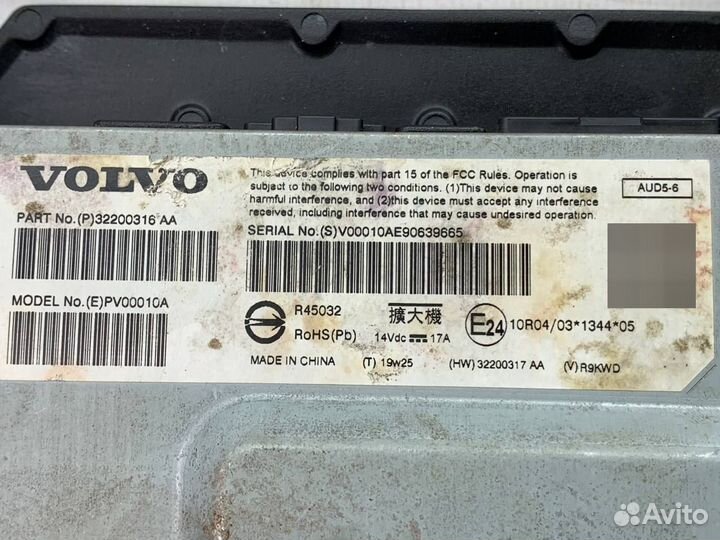 VOLVO
This device complies with part 15 of the FCC Rules. Operation is
subject to the following two conditions. (1)This device may not cause
harmful interference, and (2)this device must accept any interference
received, including interference that may cause undesired operation.
AUD5-6
PART No.(P)32200316 AA
SERIAL No.(S)V00010AE90639665
MODEL No.(E)PV00010A
R45032
RoHS(Pb)
擴大機
14Vdc 17A
E24
10R04/03*1344*05
MADE IN CHINA
(T) 19w25
(HW) 32200317 AA
(V) R9KWD
Avito